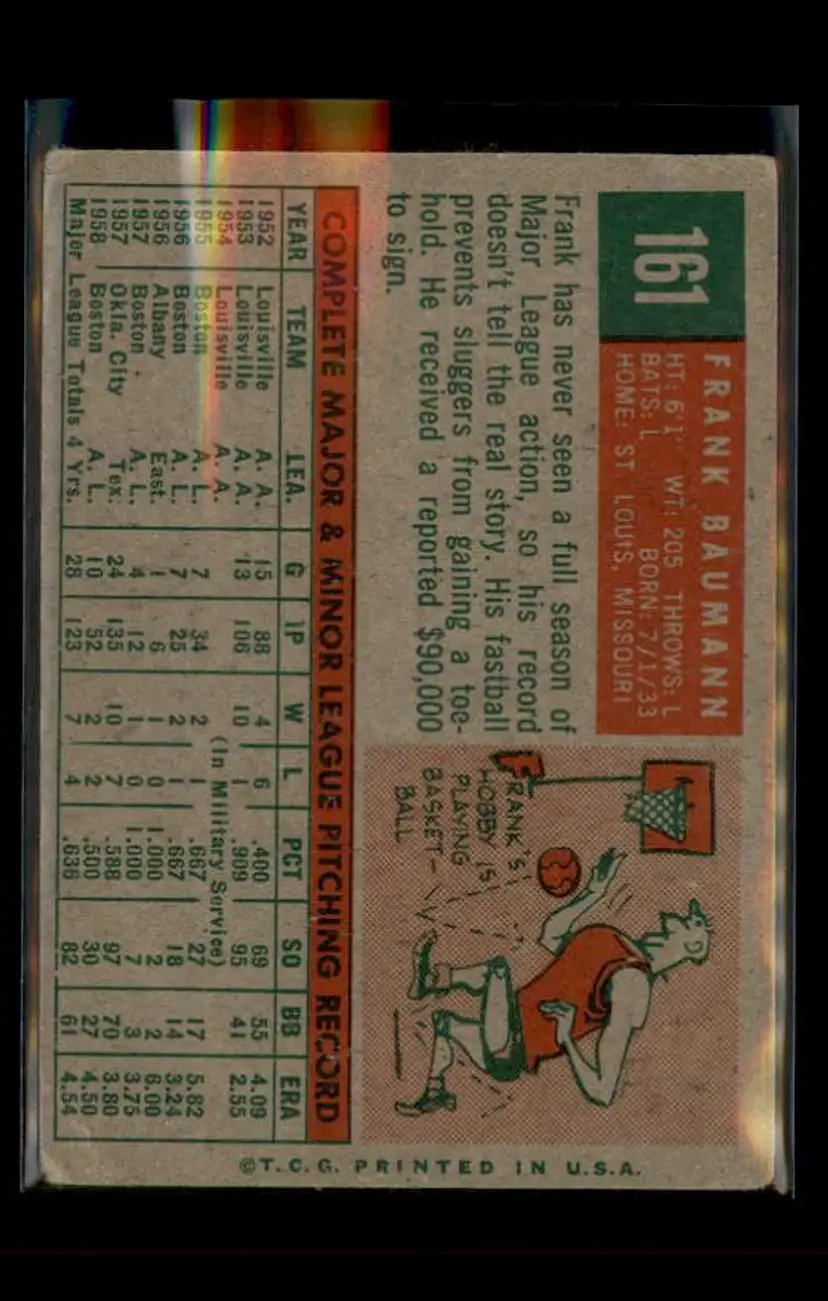 161
FRANK BAUMANN
HT: 6'1" WT: 205 THROWS: L
BATS: L BORN: 7/1/33
HOME: ST. LOUIS, MISSOURI
Frank has never seen a full season of
Major League action, so his record
doesn't tell the real story. His fastball
prevents sluggers from gaining a toe-
hold. He received a reported $90,000
to sign.
FRANK'S
HOBBY IS
PLAYING
BASKET-
BALL
COMPLETE MAJOR & MINOR LEAGUE PITCHING RECORD
YEAR TEAM LEA. G IP W L PCT SO BB ERA
1952 Louisville A. A. 15 88 4 6 .400 69 55 4.09
1953 Louisville A. A. 13 106 10 1 .909 95 41 2.55
1954 Louisville A. A. (In Military Service)
1955 Boston A. L. 7 34 2 1 .667 27 17 5.82
1956 Boston A. L. 7 25 2 1 .667 18 14 3.24
1956 Albany East. 1 6 1 0 1.000 2 2 6.00
1957 Boston A. L. 4 12 1 0 1.000 7 3 3.75
1957 Okla. City Tex. 24 135 10 7 .588 97 70 3.80
1958 Boston A. L. 10 52 2 2 .500 30 27 4.50
Major League Totals 4 Yrs. 28 123 7 4 .636 82 61 4.54
©T.C.G. PRINTED IN U.S.A.